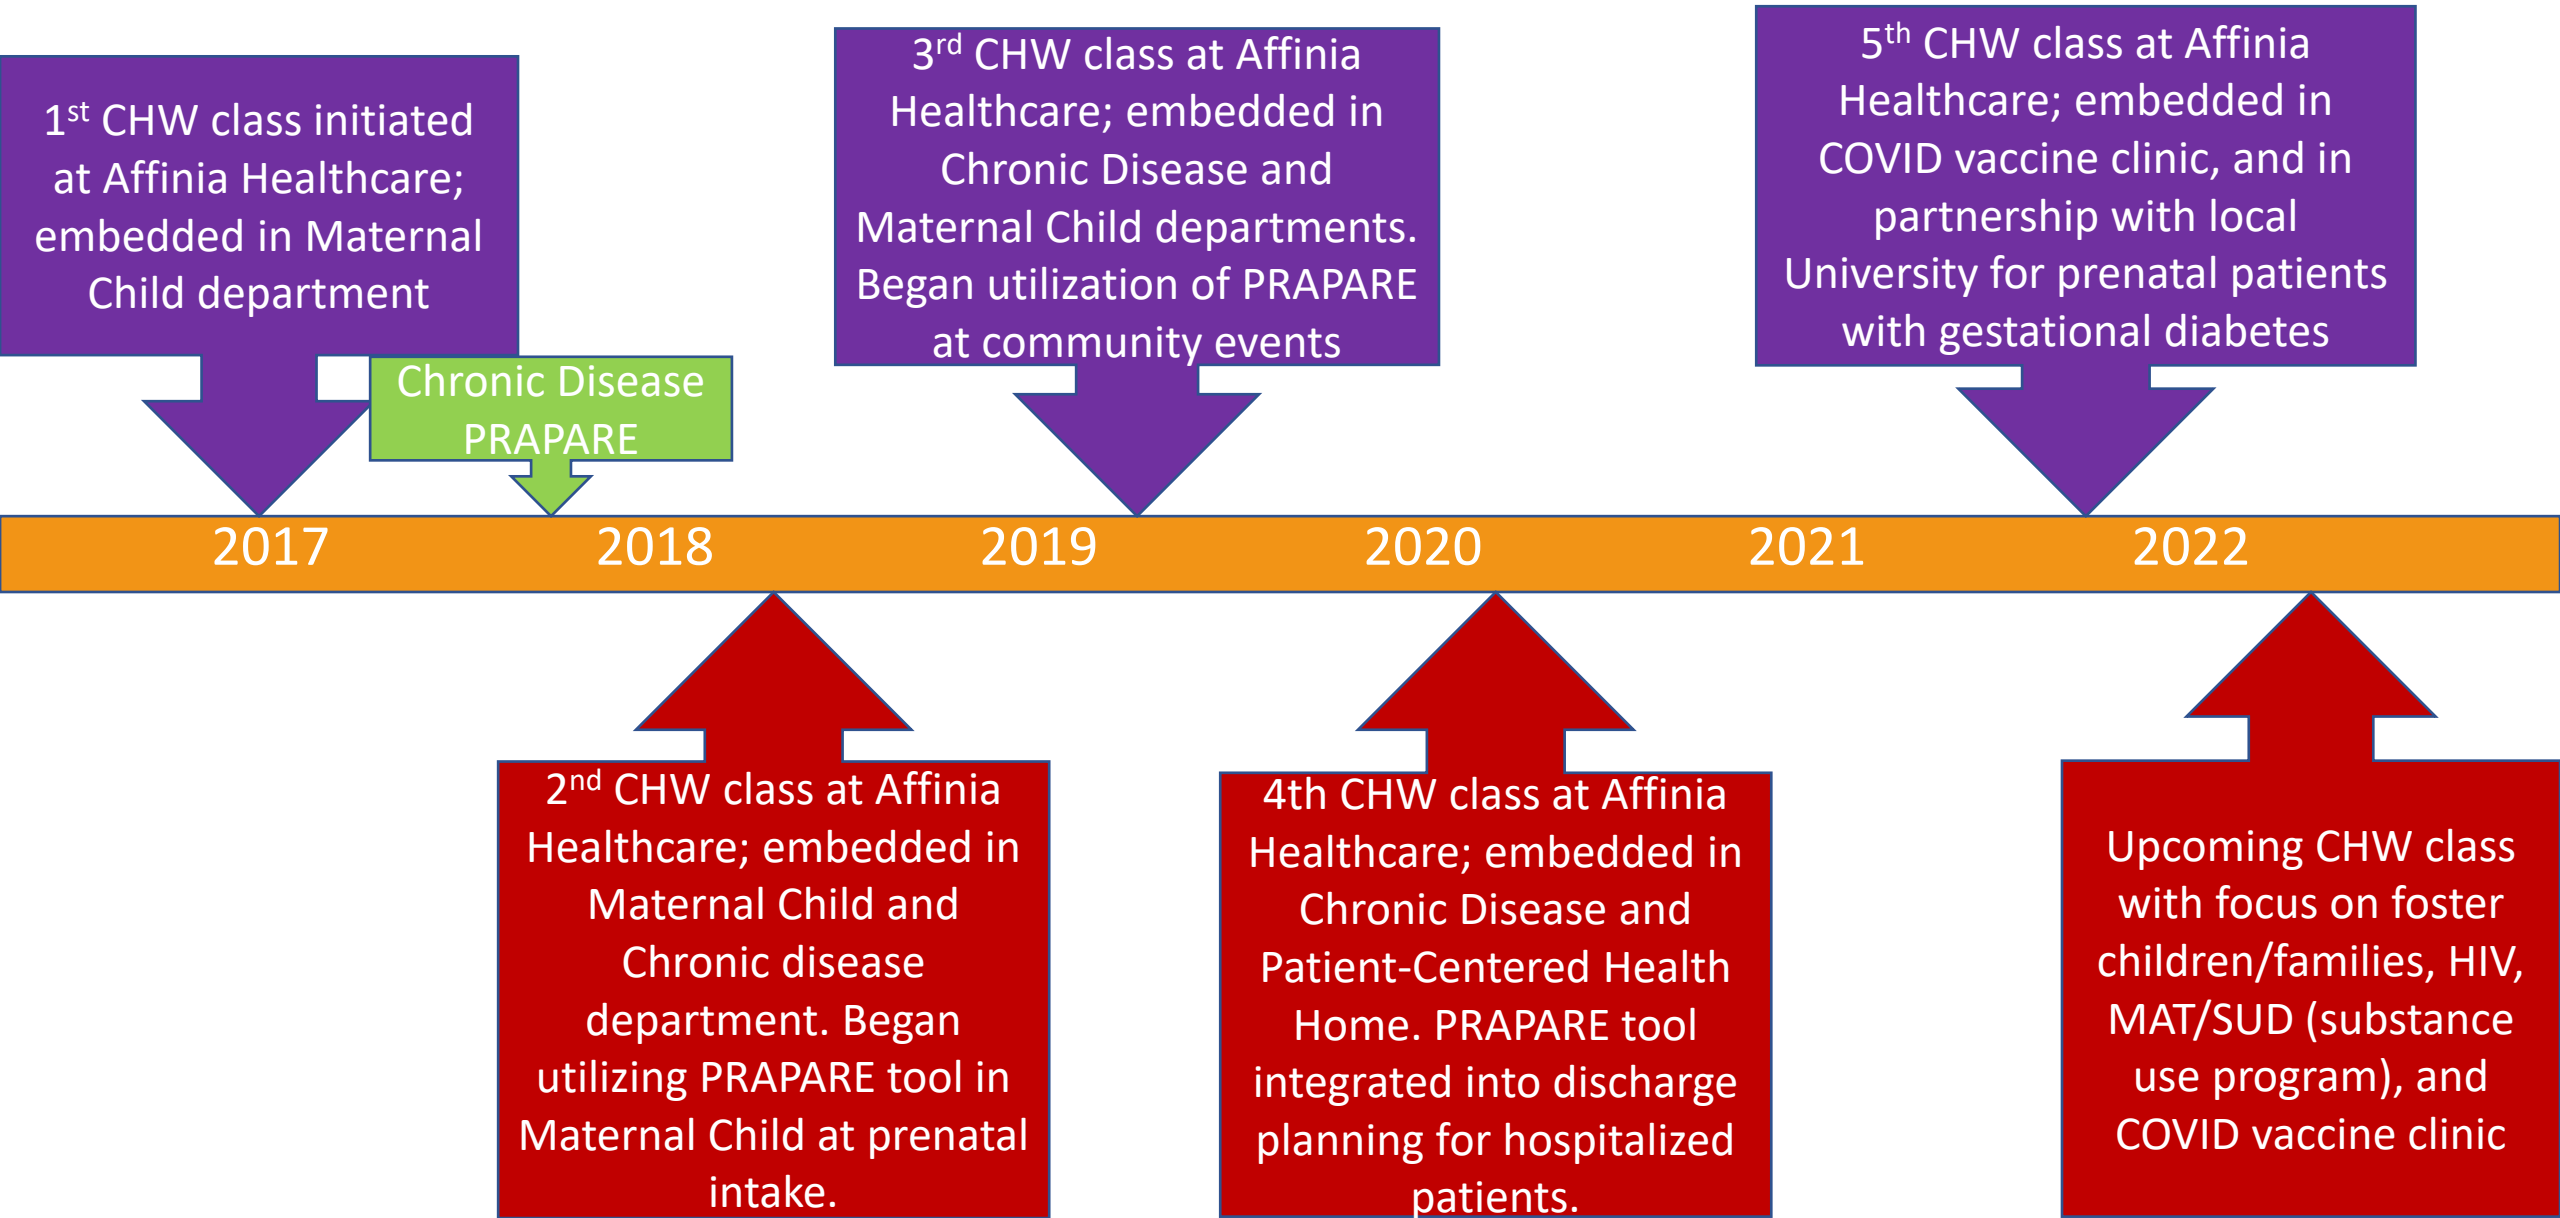 1st CHW class initiated
at Affinia Healthcare;
embedded in Maternal
Child department
Chronic Disease
PRAPARE
3rd CHW class at Affinia
Healthcare; embedded in
Chronic Disease and
Maternal Child departments.
Began utilization of PRAPARE
at community events
5th CHW class at Affinia
Healthcare; embedded in
COVID vaccine clinic, and in
partnership with local
University for prenatal patients
with gestational diabetes
2017 2018 2019 2020 2021 2022
2nd CHW class at Affinia
Healthcare; embedded in
Maternal Child and
Chronic disease
department. Began
utilizing PRAPARE tool in
Maternal Child at prenatal
intake.
4th CHW class at Affinia
Healthcare; embedded in
Chronic Disease and
Patient-Centered Health
Home. PRAPARE tool
integrated into discharge
planning for hospitalized
patients.
Upcoming CHW class
with focus on foster
children/families, HIV,
MAT/SUD (substance
use program), and
COVID vaccine clinic